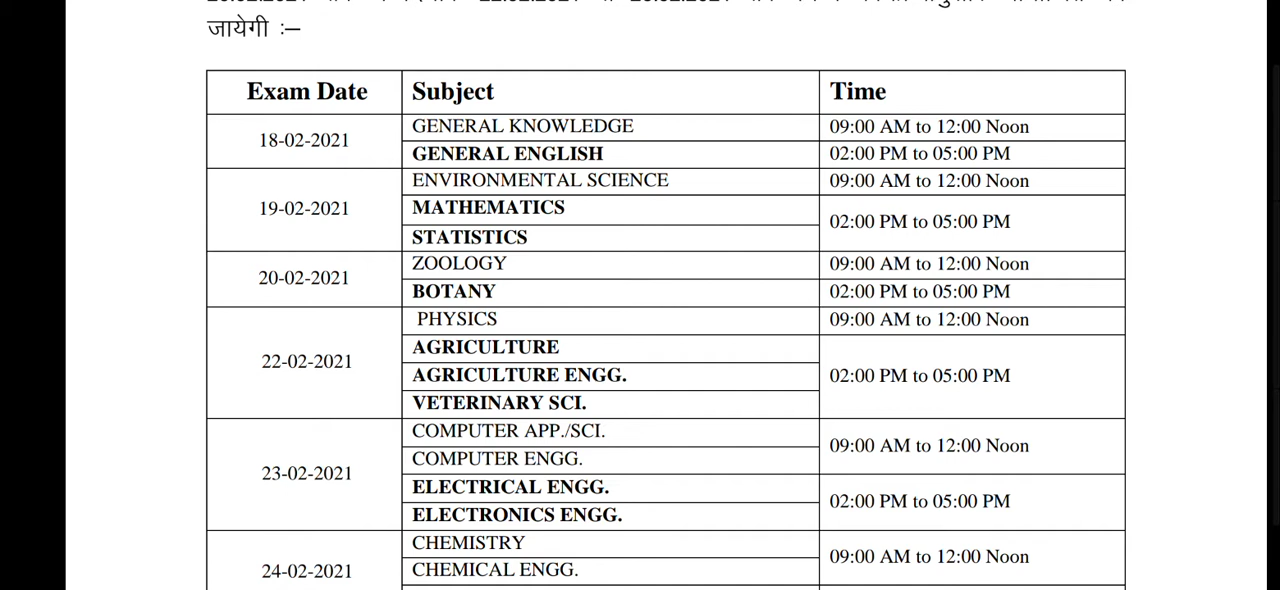 जायेगी :–
Exam Date Subject Time
18-02-2021 GENERAL KNOWLEDGE 09:00 AM to 12:00 Noon
GENERAL ENGLISH 02:00 PM to 05:00 PM
19-02-2021 ENVIRONMENTAL SCIENCE 09:00 AM to 12:00 Noon
MATHEMATICS 02:00 PM to 05:00 PM
STATISTICS
20-02-2021 ZOOLOGY 09:00 AM to 12:00 Noon
BOTANY 02:00 PM to 05:00 PM
22-02-2021 PHYSICS 09:00 AM to 12:00 Noon
AGRICULTURE 02:00 PM to 05:00 PM
AGRICULTURE ENGG.
VETERINARY SCI.
23-02-2021 COMPUTER APP./SCI. 09:00 AM to 12:00 Noon
COMPUTER ENGG.
ELECTRICAL ENGG. 02:00 PM to 05:00 PM
ELECTRONICS ENGG.
24-02-2021 CHEMISTRY 09:00 AM to 12:00 Noon
CHEMICAL ENGG.